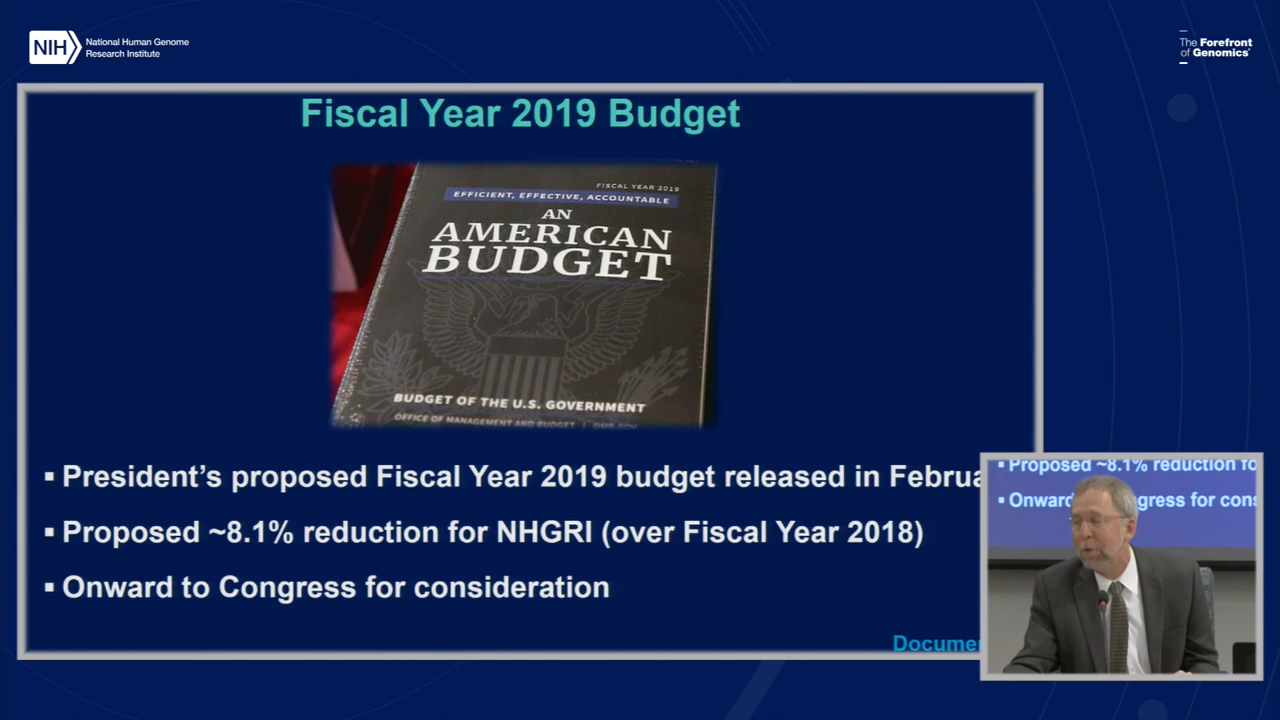 NIH
National Human Genome
Research Institute
The Forefront
of Genomics
Fiscal Year 2019 Budget
FISCAL YEAR 2019
EFFICIENT, EFFECTIVE, ACCOUNTABLE
AN
AMERICAN
BUDGET
BUDGET OF THE U.S. GOVERNMENT
OFFICE OF MANAGEMENT AND BUDGET | OMB.GOV
▪ President’s proposed Fiscal Year 2019 budget released in Februa
▪ Proposed ~8.1% reduction for NHGRI (over Fiscal Year 2018)
▪ Onward to Congress for consideration
Docume
▪ Proposed ~8.1% reduction fo
▪ Onward gress for cons